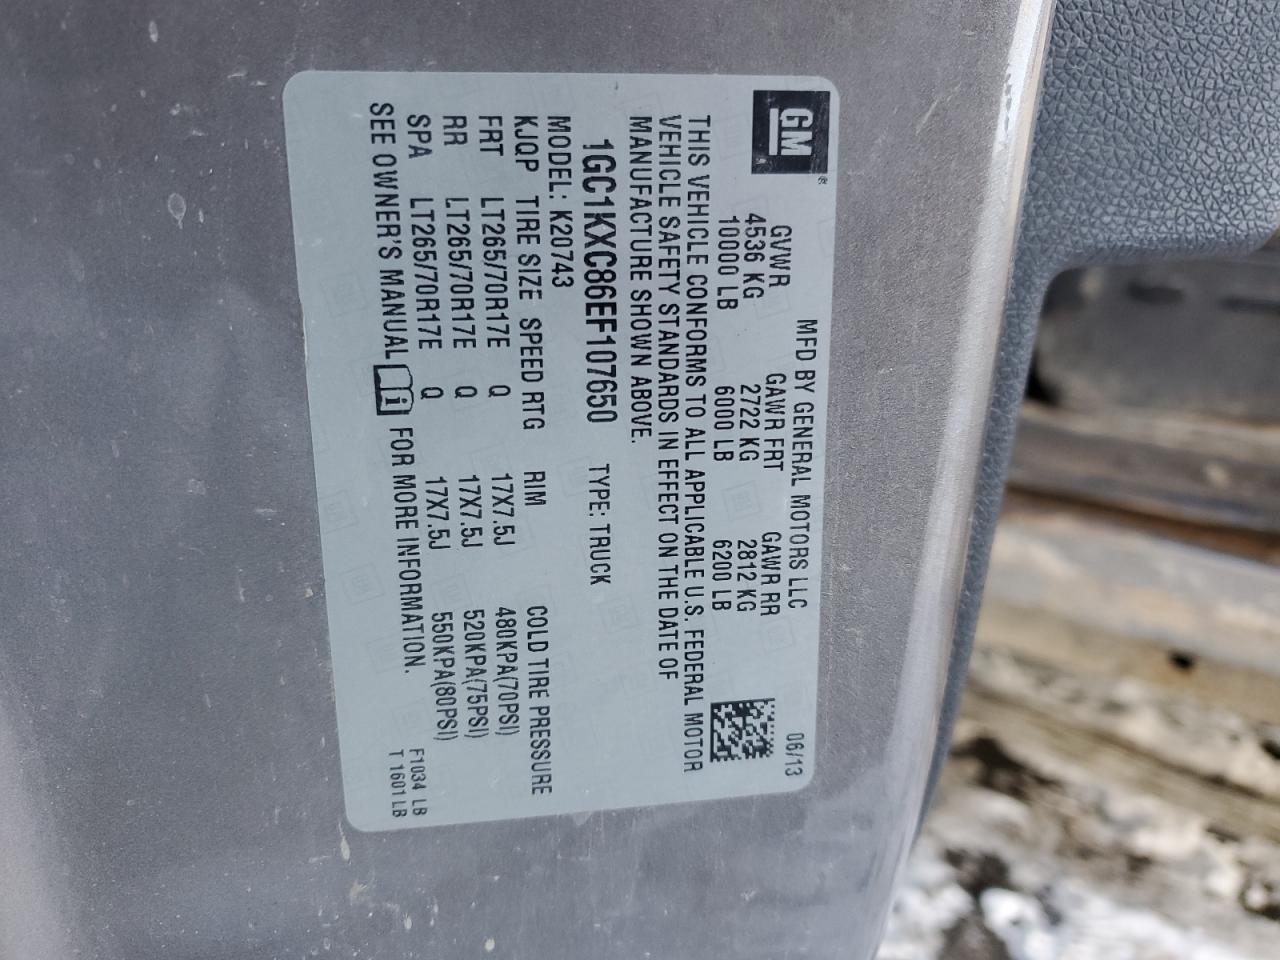 GM
MFD BY GENERAL MOTORS LLC 06/13
GVWR GAWR FRT GAWR RR
4536 KG 2722 KG 2812 KG
10000 LB 6000 LB 6200 LB
THIS VEHICLE CONFORMS TO ALL APPLICABLE U.S. FEDERAL MOTOR
VEHICLE SAFETY STANDARDS IN EFFECT ON THE DATE OF
MANUFACTURE SHOWN ABOVE.
1GC1KXC86EF107650 TYPE: TRUCK
MODEL: K20743
KJQP TIRE SIZE SPEED RTG RIM COLD TIRE PRESSURE
FRT LT265/70R17E Q 17X7.5J 480KPA(70PSI)
RR LT265/70R17E Q 17X7.5J 520KPA(75PSI)
SPA LT265/70R17E Q 17X7.5J 550KPA(80PSI)
SEE OWNER'S MANUAL i FOR MORE INFORMATION.
F1034 LB
T 1601 LB